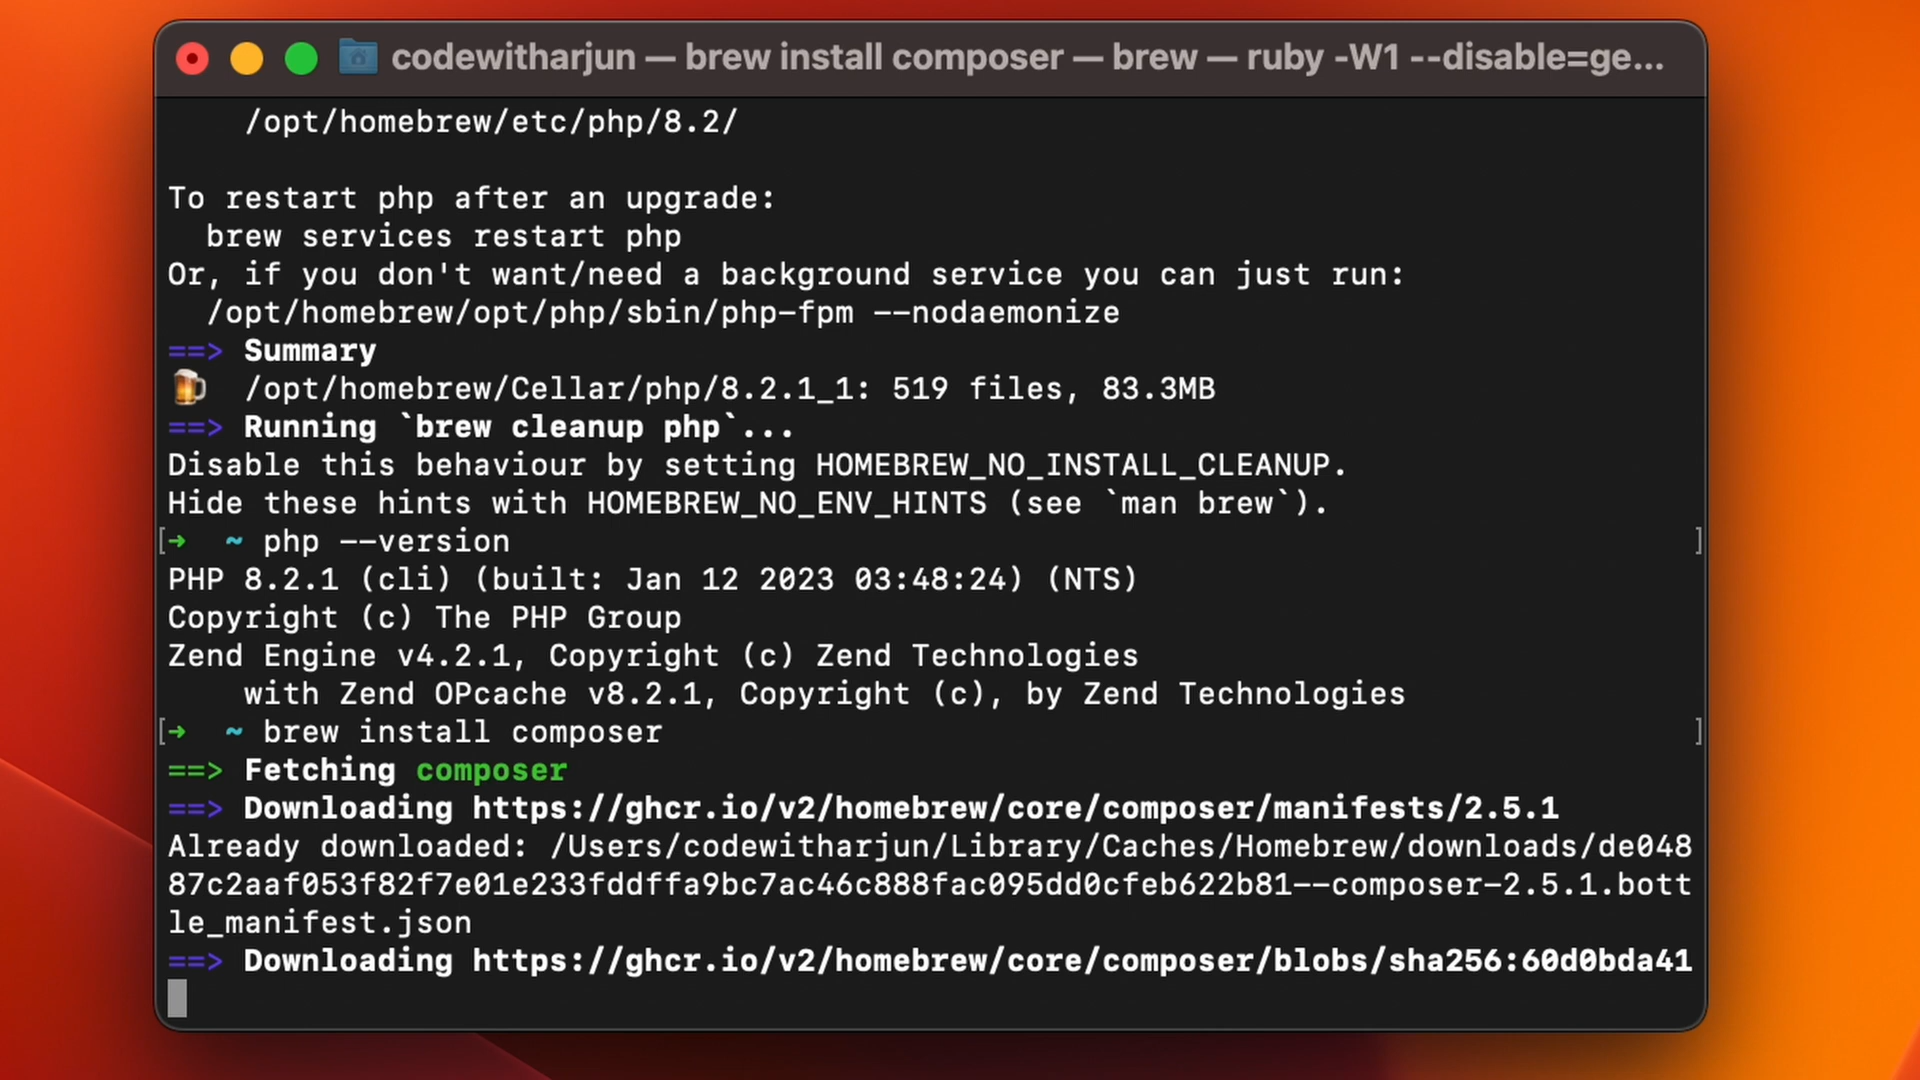 codewitharjun — brew install composer — brew — ruby -W1 --disable=ge...
/opt/homebrew/etc/php/8.2/
To restart php after an upgrade:
brew services restart php
Or, if you don't want/need a background service you can just run:
/opt/homebrew/opt/php/sbin/php-fpm --nodaemonize
==> Summary
🍺 /opt/homebrew/Cellar/php/8.2.1_1: 519 files, 83.3MB
==> Running `brew cleanup php`...
Disable this behaviour by setting HOMEBREW_NO_INSTALL_CLEANUP.
Hide these hints with HOMEBREW_NO_ENV_HINTS (see `man brew`).
[➜ ~ php --version ]
PHP 8.2.1 (cli) (built: Jan 12 2023 03:48:24) (NTS)
Copyright (c) The PHP Group
Zend Engine v4.2.1, Copyright (c) Zend Technologies
with Zend OPcache v8.2.1, Copyright (c), by Zend Technologies
[➜ ~ brew install composer ]
==> Fetching composer
==> Downloading https://ghcr.io/v2/homebrew/core/composer/manifests/2.5.1
Already downloaded: /Users/codewitharjun/Library/Caches/Homebrew/downloads/de048
87c2aaf053f82f7e01e233fddffa9bc7ac46c888fac095dd0cfeb622b81--composer-2.5.1.bott
le_manifest.json
==> Downloading https://ghcr.io/v2/homebrew/core/composer/blobs/sha256:60d0bda41